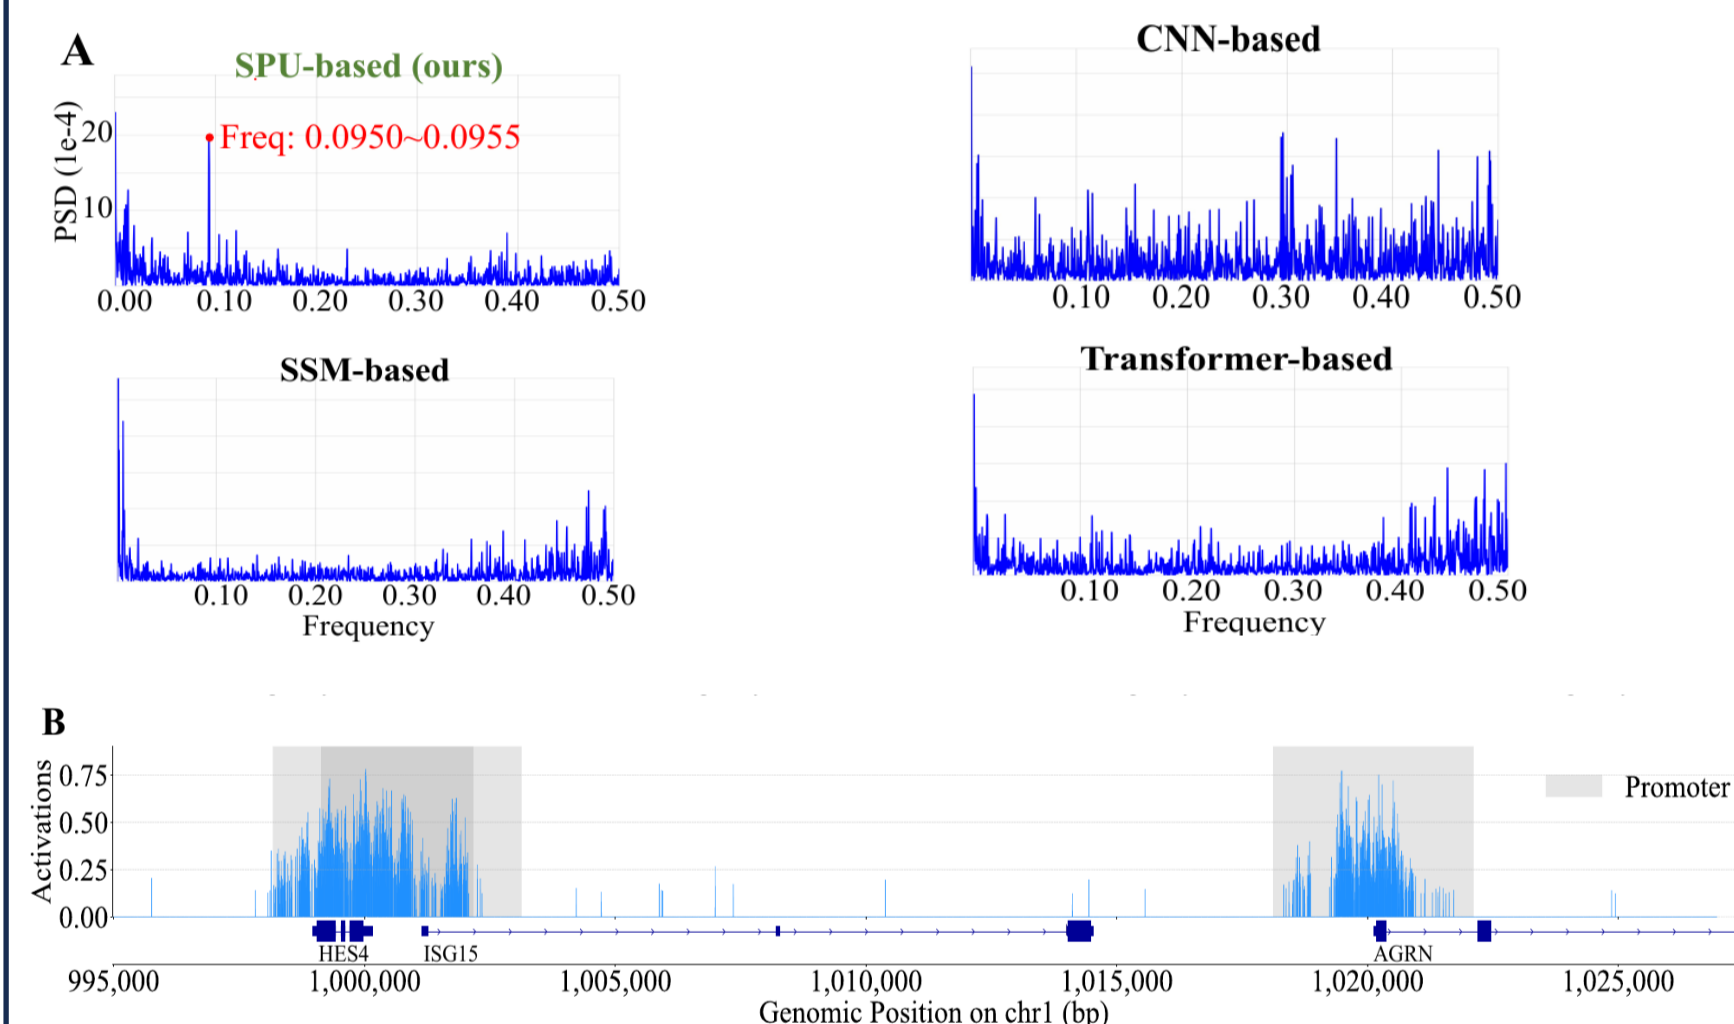 A
SPU-based (ours)
PSD (1e-4)
20
10
Freq: 0.0950~0.0955
0.00 0.10 0.20 0.30 0.40 0.50
CNN-based
0.10 0.20 0.30 0.40 0.50
SSM-based
0.10 0.20 0.30 0.40 0.50
Frequency
Transformer-based
0.10 0.20 0.30 0.40 0.50
Frequency
B
Activations
0.75
0.50
0.25
0.00
Promoter
HES4 ISG15 AGRN
995,000 1,000,000 1,005,000 1,010,000 1,015,000 1,020,000 1,025,000
Genomic Position on chr1 (bp)